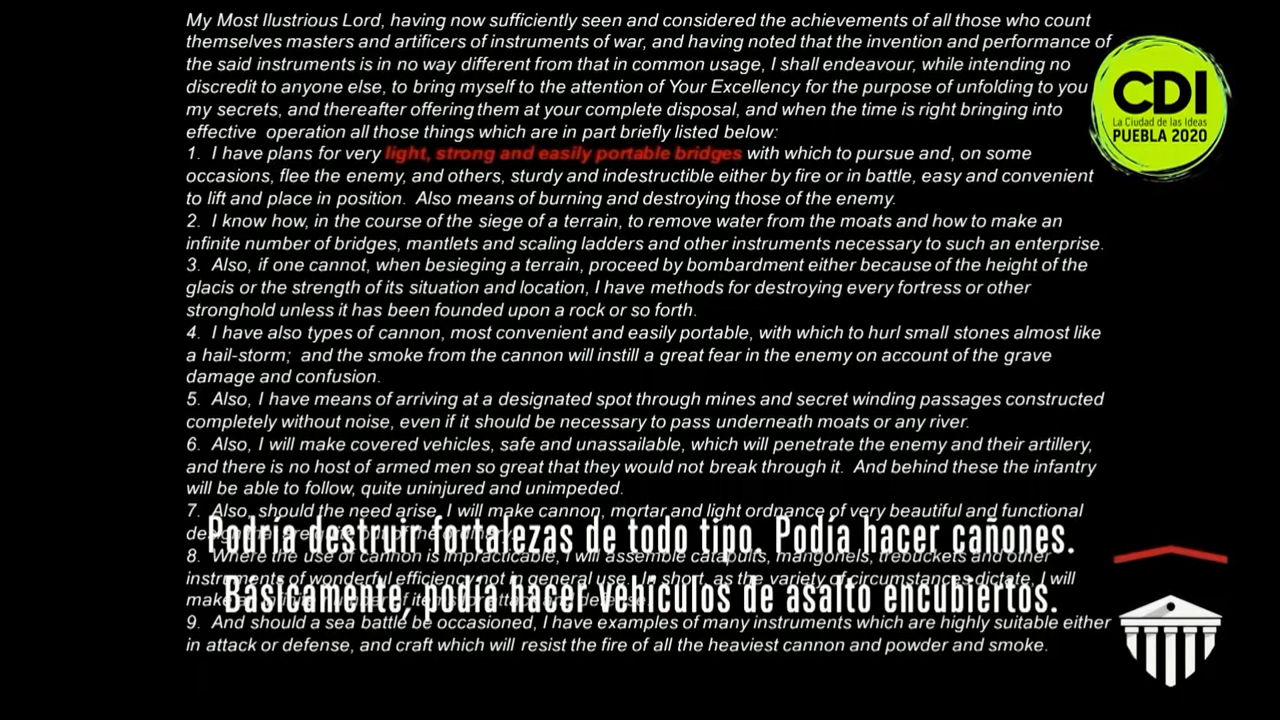 My Most Ilustrious Lord, having now sufficiently seen and considered the achievements of all those who count
themselves masters and artificers of instruments of war, and having noted that the invention and performance of
the said instruments is in no way different from that in common usage, I shall endeavour, while intending no
discredit to anyone else, to bring myself to the attention of Your Excellency for the purpose of unfolding to you
my secrets, and thereafter offering them at your complete disposal, and when the time is right bringing into
effective operation all those things which are in part briefly listed below:
1. I have plans for very light, strong and easily portable bridges with which to pursue and, on some
occasions, flee the enemy, and others, sturdy and indestructible either by fire or in battle, easy and convenient
to lift and place in position. Also means of burning and destroying those of the enemy.
2. I know how, in the course of the siege of a terrain, to remove water from the moats and how to make an
infinite number of bridges, mantlets and scaling ladders and other instruments necessary to such an enterprise.
3. Also, if one cannot, when besieging a terrain, proceed by bombardment either because of the height of the
glacis or the strength of its situation and location, I have methods for destroying every fortress or other
stronghold unless it has been founded upon a rock or so forth.
4. I have also types of cannon, most convenient and easily portable, with which to hurl small stones almost like
a hail-storm; and the smoke from the cannon will instill a great fear in the enemy on account of the grave
damage and confusion.
5. Also, I have means of arriving at a designated spot through mines and secret winding passages constructed
completely without noise, even if it should be necessary to pass underneath moats or any river.
6. Also, I will make covered vehicles, safe and unassailable, which will penetrate the enemy and their artillery,
and there is no host of armed men so great that they would not break through it. And behind these the infantry
will be able to follow, quite uninjured and unimpeded.
7. Also, should the need arise, I will make cannon, mortar and light ordnance of very beautiful and functional
Podría destruir fortalezas de todo tipo. Podía hacer cañones.
8. Where the use of cannon is impracticable, I will assemble catapults, mangonels, trebuckets and other
instruments of wonderful efficiency not in general use. In short, as the variety of circumstances dictate, I will
make
Básicamente, podía hacer vehículos de asalto encubiertos.
9. And should a sea battle be occasioned, I have examples of many instruments which are highly suitable either
in attack or defense, and craft which will resist the fire of all the heaviest cannon and powder and smoke.
CDI
La Ciudad de las Ideas
PUEBLA 2020